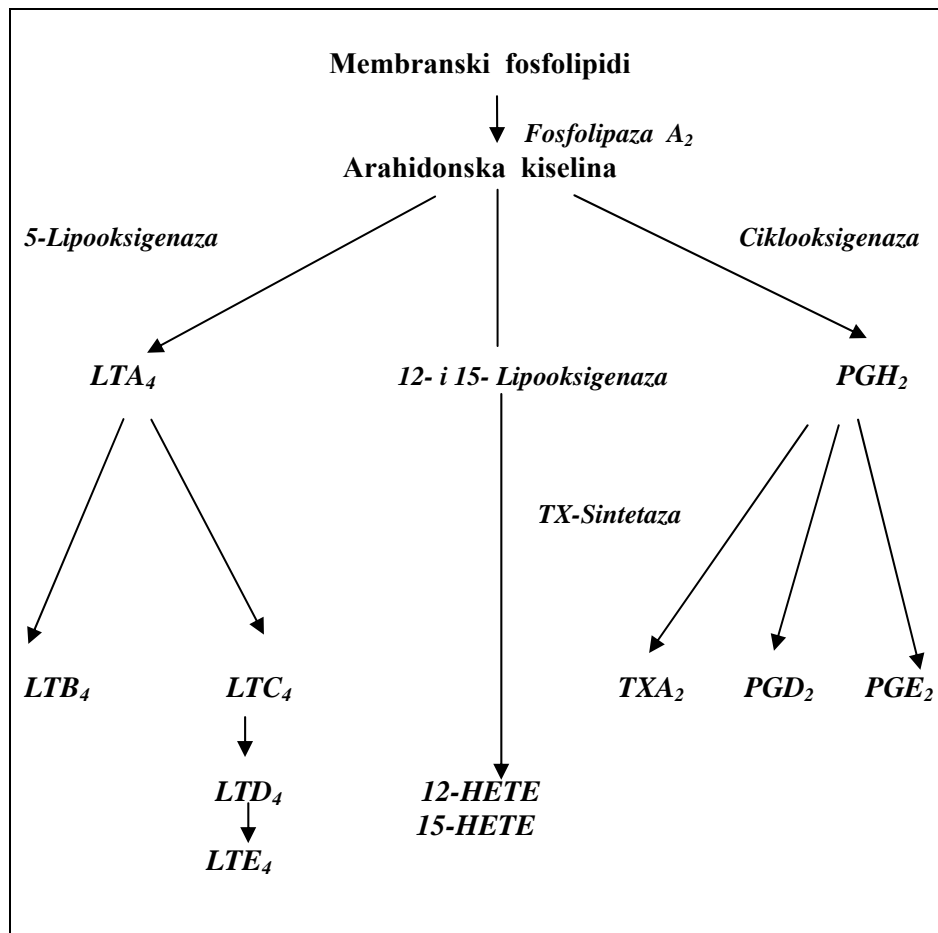 Membranski fosfolipidi
Fosfolipaza A₂
Arahidonska kiselina
5-Lipooksigenaza
Ciklooksigenaza
LTA₄
12- i 15- Lipooksigenaza
PGH₂
TX-Sintetaza
LTB₄
LTC₄
TXA₂
PGD₂
PGE₂
LTD₄
12-HETE
15-HETE
LTE₄